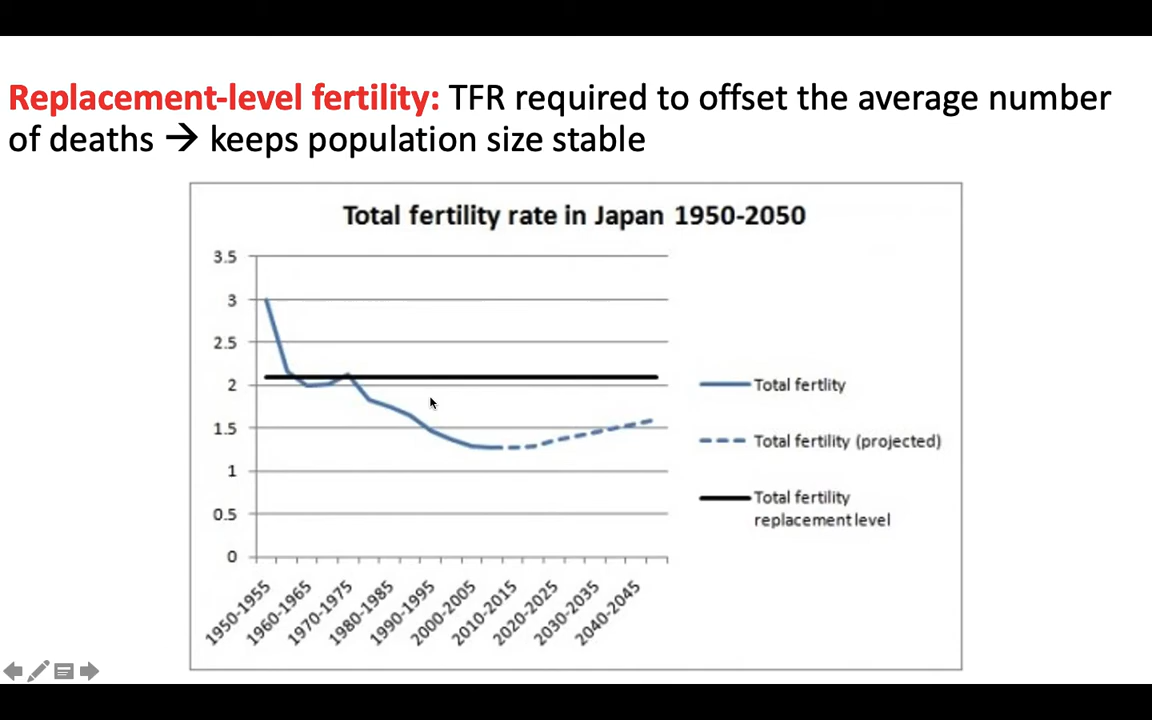 Replacement-level fertility: TFR required to offset the average number
of deaths → keeps population size stable
Total fertility rate in Japan 1950-2050
3.5
3
2.5
2
1.5
1
0.5
0
1950-1955
1960-1965
1970-1975
1980-1985
1990-1995
2000-2005
2010-2015
2020-2025
2030-2035
2040-2045
Total fertlity
Total fertility (projected)
Total fertility
replacement level